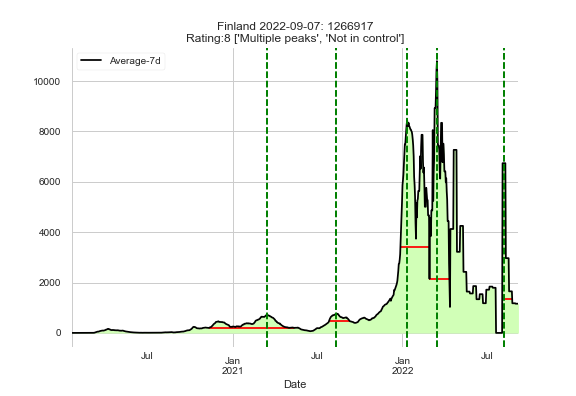 Finland 2022-09-07: 1266917
Rating:8 ['Multiple peaks', 'Not in control']
Average-7d
10000
8000
6000
4000
2000
0
Jul
Jan
2021
Jul
Jan
2022
Jul
Date